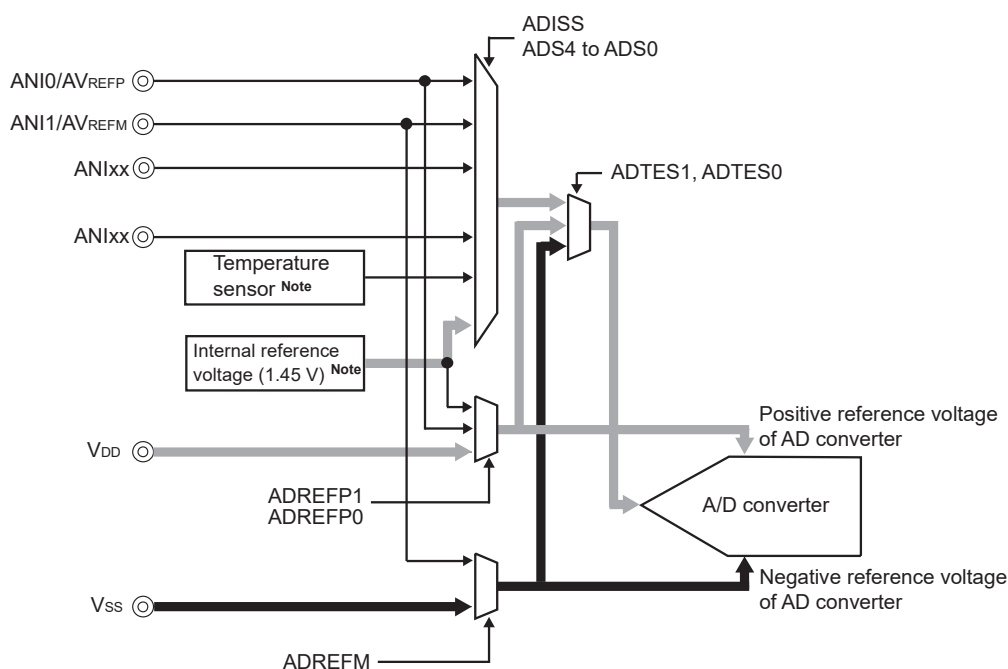 ADISS
ADS4 to ADS0
ANI0/AVREFP
ANI1/AVREFM
ANIxx
ADTES1, ADTES0
ANIxx
Temperature
sensor Note
Internal reference
voltage (1.45 V) Note
Positive reference voltage
of AD converter
VDD
ADREFP1
ADREFP0
A/D converter
Negative reference voltage
of AD converter
VSS
ADREFM